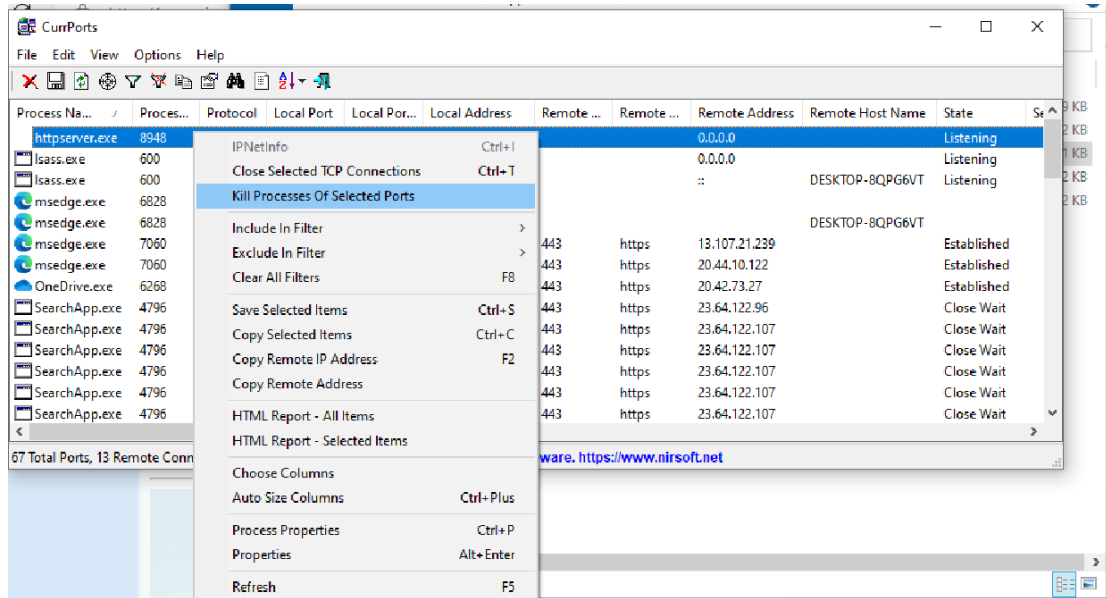 CurrPorts
File Edit View Options Help
Process Na... / Proces... Protocol Local Port Local Por... Local Address Remote ... Remote ... Remote Address Remote Host Name State Se
httpserver.exe 8948 0.0.0.0 Listening
lsass.exe 600 0.0.0.0 Listening
lsass.exe 600 :: DESKTOP-8QPG6VT Listening
msedge.exe 6828
msedge.exe 6828 DESKTOP-8QPG6VT
msedge.exe 7060 443 https 13.107.21.239 Established
msedge.exe 7060 443 https 20.44.10.122 Established
OneDrive.exe 6268 443 https 20.42.73.27 Established
SearchApp.exe 4796 443 https 23.64.122.96 Close Wait
SearchApp.exe 4796 443 https 23.64.122.107 Close Wait
SearchApp.exe 4796 443 https 23.64.122.107 Close Wait
SearchApp.exe 4796 443 https 23.64.122.107 Close Wait
SearchApp.exe 4796 443 https 23.64.122.107 Close Wait
SearchApp.exe 4796 443 https 23.64.122.107 Close Wait
67 Total Ports, 13 Remote Conn
ware. https://www.nirsoft.net
IPNetInfo Ctrl+I
Close Selected TCP Connections Ctrl+T
Kill Processes Of Selected Ports
Include In Filter >
Exclude In Filter >
Clear All Filters F8
Save Selected Items Ctrl+S
Copy Selected Items Ctrl+C
Copy Remote IP Address F2
Copy Remote Address
HTML Report - All Items
HTML Report - Selected Items
Choose Columns
Auto Size Columns Ctrl+Plus
Process Properties Ctrl+P
Properties Alt+Enter
Refresh F5
9 KB
2 KB
1 KB
2 KB
2 KB